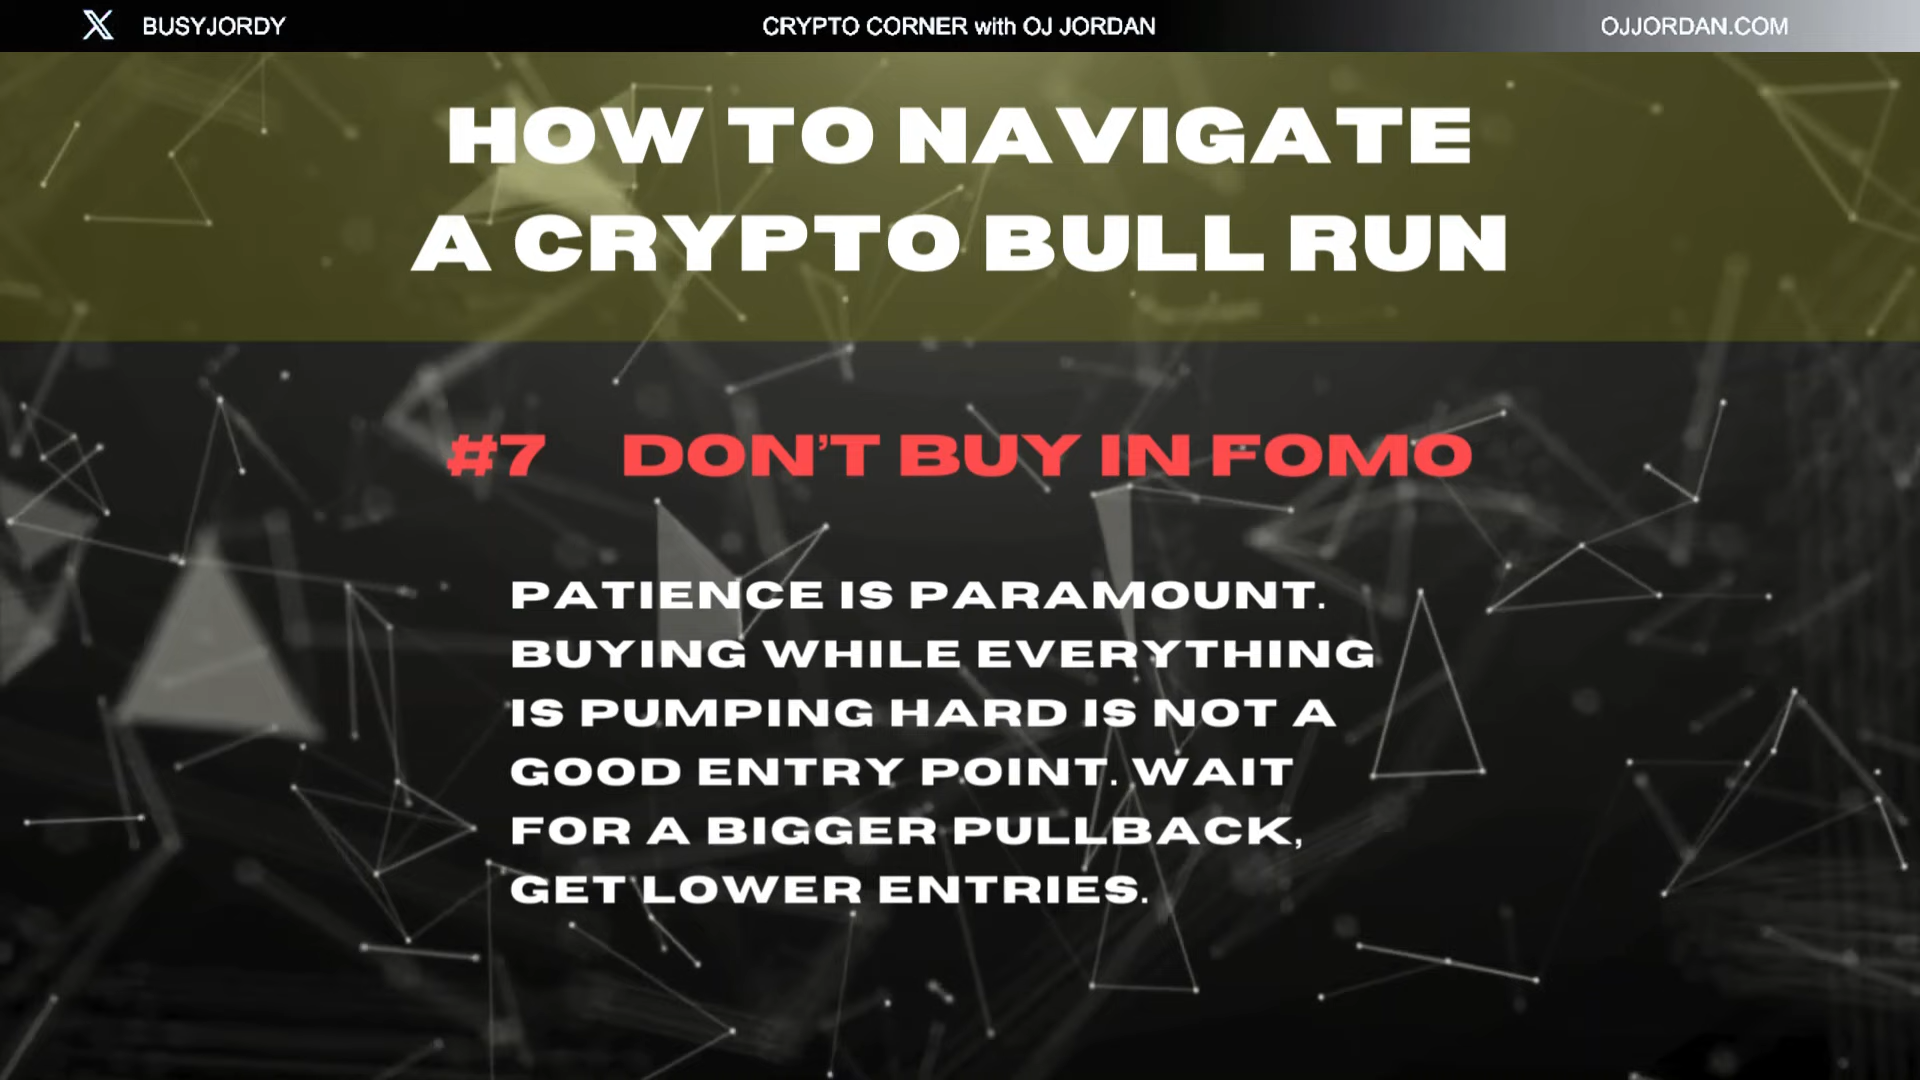 BUSYJORDY
CRYPTO CORNER with OJ JORDAN
OJJORDAN.COM
HOW TO NAVIGATE
A CRYPTO BULL RUN
#7 DON'T BUY IN FOMO
PATIENCE IS PARAMOUNT.
BUYING WHILE EVERYTHING
IS PUMPING HARD IS NOT A
GOOD ENTRY POINT. WAIT
FOR A BIGGER PULLBACK,
GET LOWER ENTRIES.